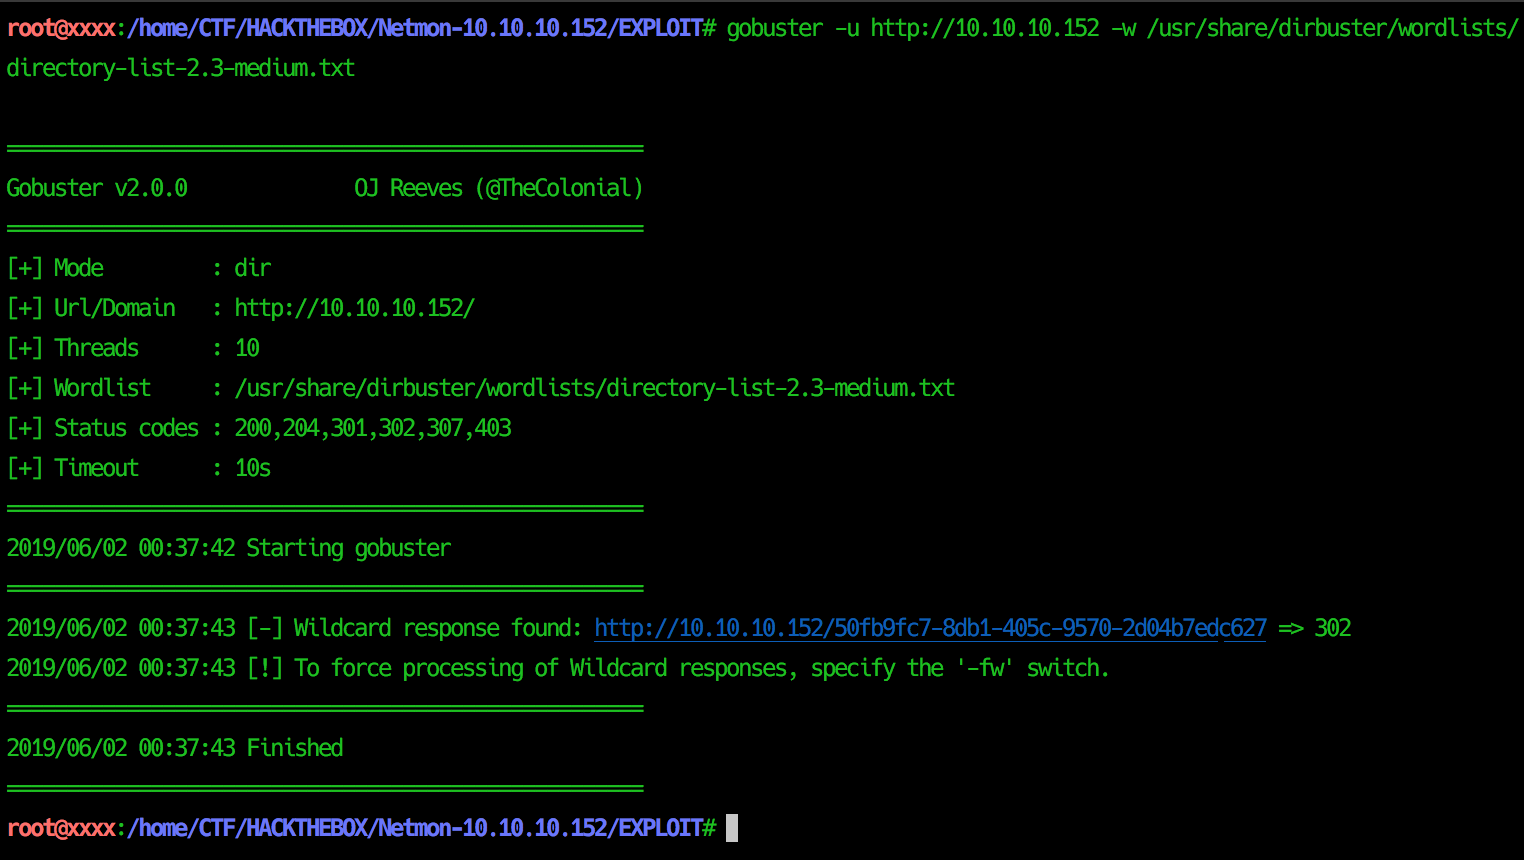 root@xxxx:/home/CTF/HACKTHEBOX/Netmon-10.10.10.152/EXPLOIT# gobuster -u http://10.10.10.152 -w /usr/share/dirbuster/wordlists/
directory-list-2.3-medium.txt
=====================================================
Gobuster v2.0.0              OJ Reeves (@TheColonial)
=====================================================
[+] Mode         : dir
[+] Url/Domain   : http://10.10.10.152/
[+] Threads      : 10
[+] Wordlist     : /usr/share/dirbuster/wordlists/directory-list-2.3-medium.txt
[+] Status codes : 200,204,301,302,307,403
[+] Timeout      : 10s
=====================================================
2019/06/02 00:37:42 Starting gobuster
=====================================================
2019/06/02 00:37:43 [-] Wildcard response found: http://10.10.10.152/50fb9fc7-8db1-405c-9570-2d04b7edc627 => 302
2019/06/02 00:37:43 [!] To force processing of Wildcard responses, specify the '-fw' switch.
=====================================================
2019/06/02 00:37:43 Finished
=====================================================
root@xxxx:/home/CTF/HACKTHEBOX/Netmon-10.10.10.152/EXPLOIT#